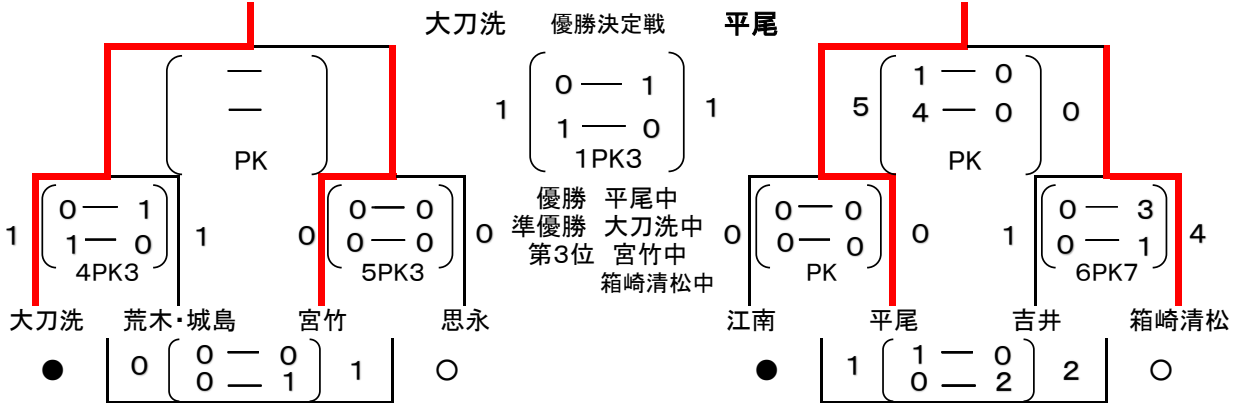 大刀洗 優勝決定戦 平尾
― 
―
PK
1 0 ― 1 1
1 ― 0
1PK3
5 1 ― 0 0
4 ― 0
PK
優勝 平尾中
準優勝 大刀洗中
第3位 宮竹中
箱崎清松中
1 0 ― 1 1
1 ― 0
4PK3
0 0 ― 0 0
0 ― 0
5PK3
0 0 ― 0 0
0 ― 0
PK
1 0 ― 3 4
0 ― 1
6PK7
大刀洗 荒木・城島 宮竹 思永 江南 平尾 吉井 箱崎清松
● 0 0 ― 0 1 ○
0 ― 1
● 1 1 ― 0 2 ○
0 ― 2